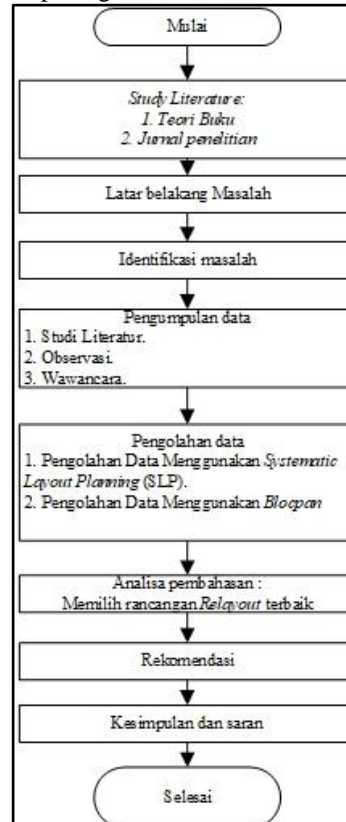 Mulai
Study Literature:
1. Teori Buku
2. Jurnal penelitian
Latar belakang Masalah
Identifikasi masalah
Pengumpulan data
1. Studi Literatur.
2. Observasi.
3. Wawancara.
Pengolahan data
1. Pengolahan Data Menggunakan Systematic
Layout Planning (SLP).
2. Pengolahan Data Menggunakan Blocpan
Analisa pembahasan :
Memilih rancangan Relayout terbaik
Rekomendasi
Kesimpulan dan saran
Selesai